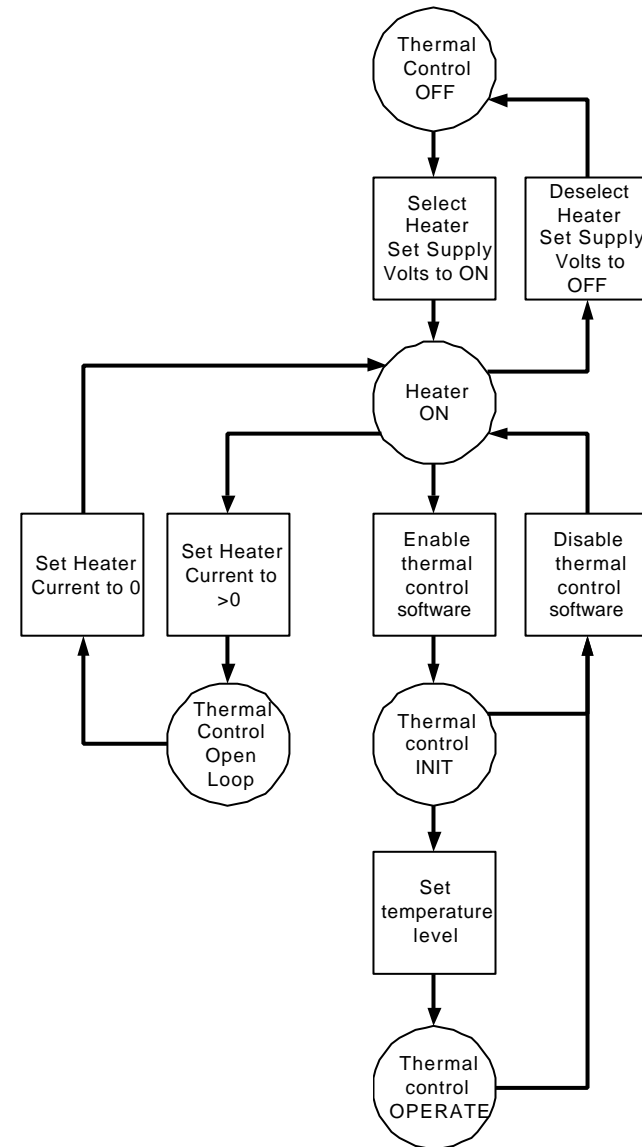 Thermal
Control
OFF
Select
Heater
Set Supply
Volts to ON
Deselect
Heater
Set Supply
Volts to
OFF
Heater
ON
Set Heater
Current to 0
Set Heater
Current to
>0
Enable
thermal
control
software
Disable
thermal
control
software
Thermal
Control
Open
Loop
Thermal
control
INIT
Set
temperature
level
Thermal
control
OPERATE